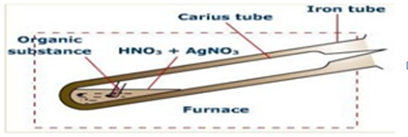 Iron tube
Carius tube
Organic
substance
HNO₃ + AgNO₃
Furnace